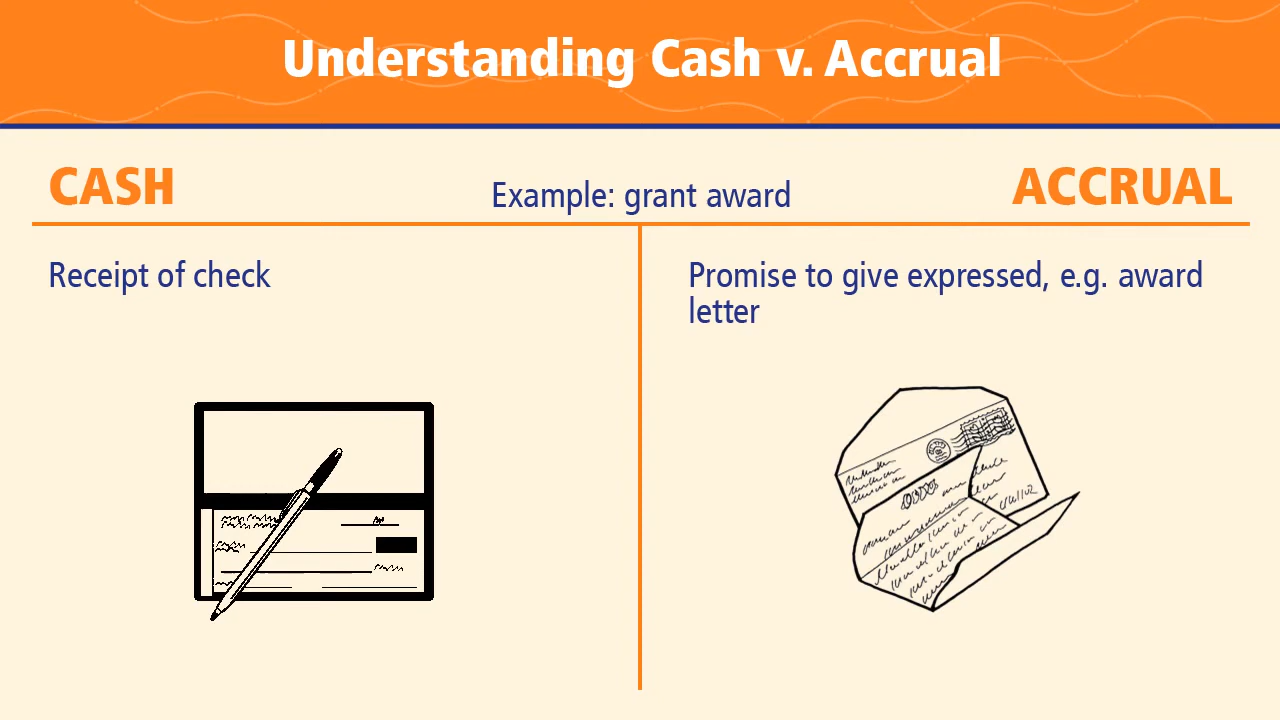 Understanding Cash v. Accrual
CASH
Example: grant award
ACCRUAL
Receipt of check
Promise to give expressed, e.g. award
letter